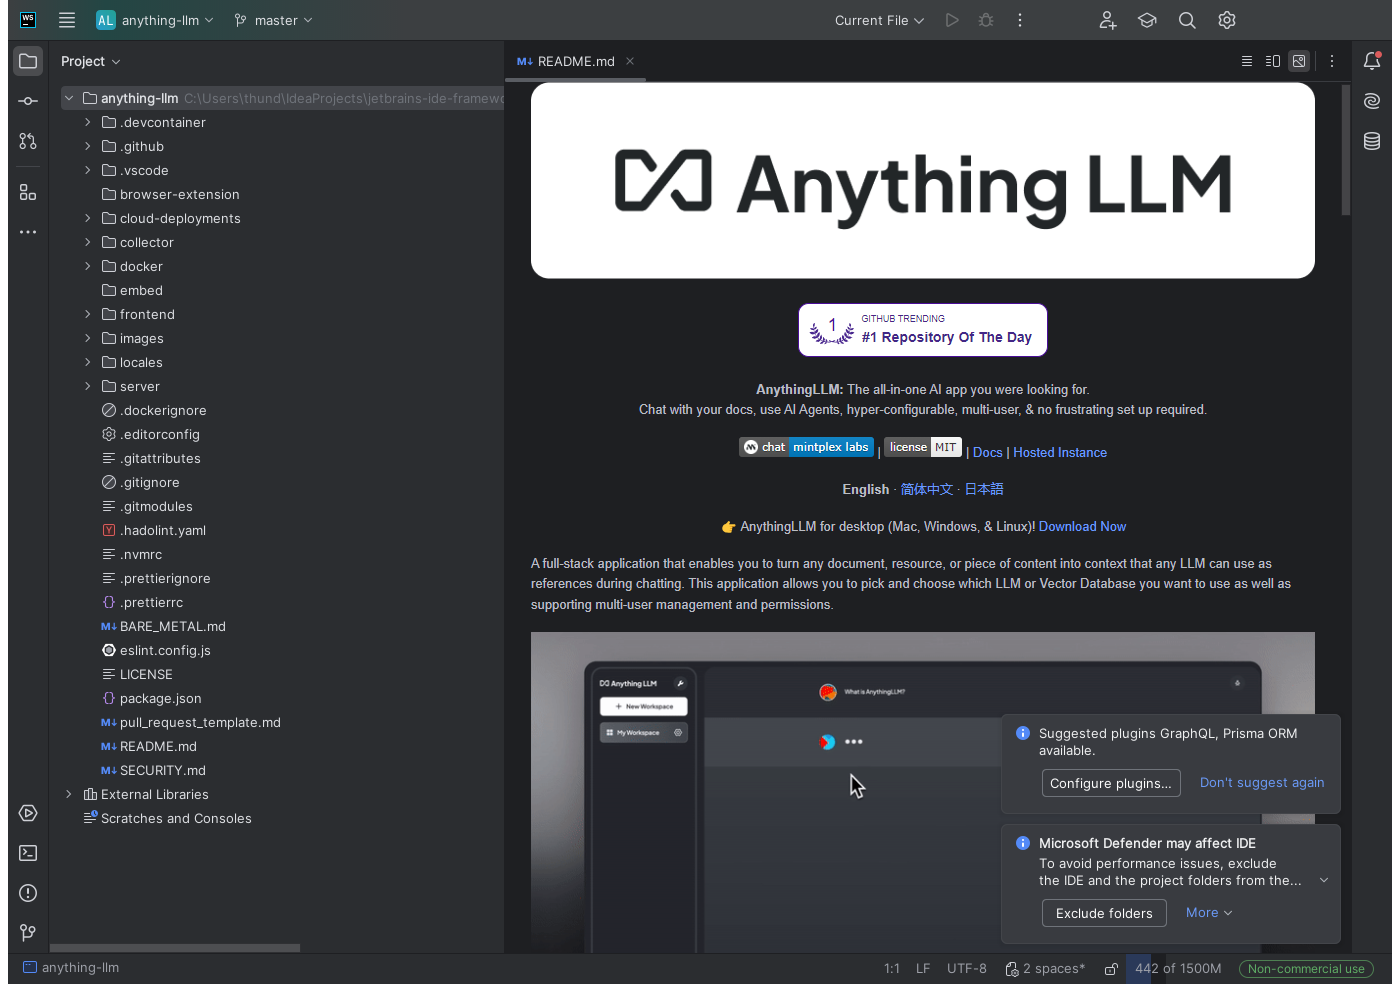 WS
AL anything-llm master Current File
Project
README.md
anything-llm C:\Users\thund\IdeaProjects\jetbrains-ide-framewo
.devcontainer
.github
.vscode
browser-extension
cloud-deployments
collector
docker
embed
frontend
images
locales
server
.dockerignore
.editorconfig
.gitattributes
.gitignore
.gitmodules
.hadolint.yaml
.nvmrc
.prettierignore
.prettierrc
BARE_METAL.md
eslint.config.js
LICENSE
package.json
pull_request_template.md
README.md
SECURITY.md
External Libraries
Scratches and Consoles
Anything LLM
1
GITHUB TRENDING
#1 Repository Of The Day
AnythingLLM: The all-in-one AI app you were looking for.
Chat with your docs, use AI Agents, hyper-configurable, multi-user, & no frustrating set up required.
chat mintplex labs | license MIT | Docs | Hosted Instance
English · 简体中文 · 日本語
👉 AnythingLLM for desktop (Mac, Windows, & Linux)! Download Now
A full-stack application that enables you to turn any document, resource, or piece of content into context that any LLM can use as
references during chatting. This application allows you to pick and choose which LLM or Vector Database you want to use as well as
supporting multi-user management and permissions.
Anything LLM
+ New Workspace
My Workspace
What is AnythingLLM?
Suggested plugins GraphQL, Prisma ORM
available.
Configure plugins... Don't suggest again
Microsoft Defender may affect IDE
To avoid performance issues, exclude
the IDE and the project folders from the...
Exclude folders More
anything-llm
1:1 LF UTF-8 2 spaces* 442 of 1500M Non-commercial use